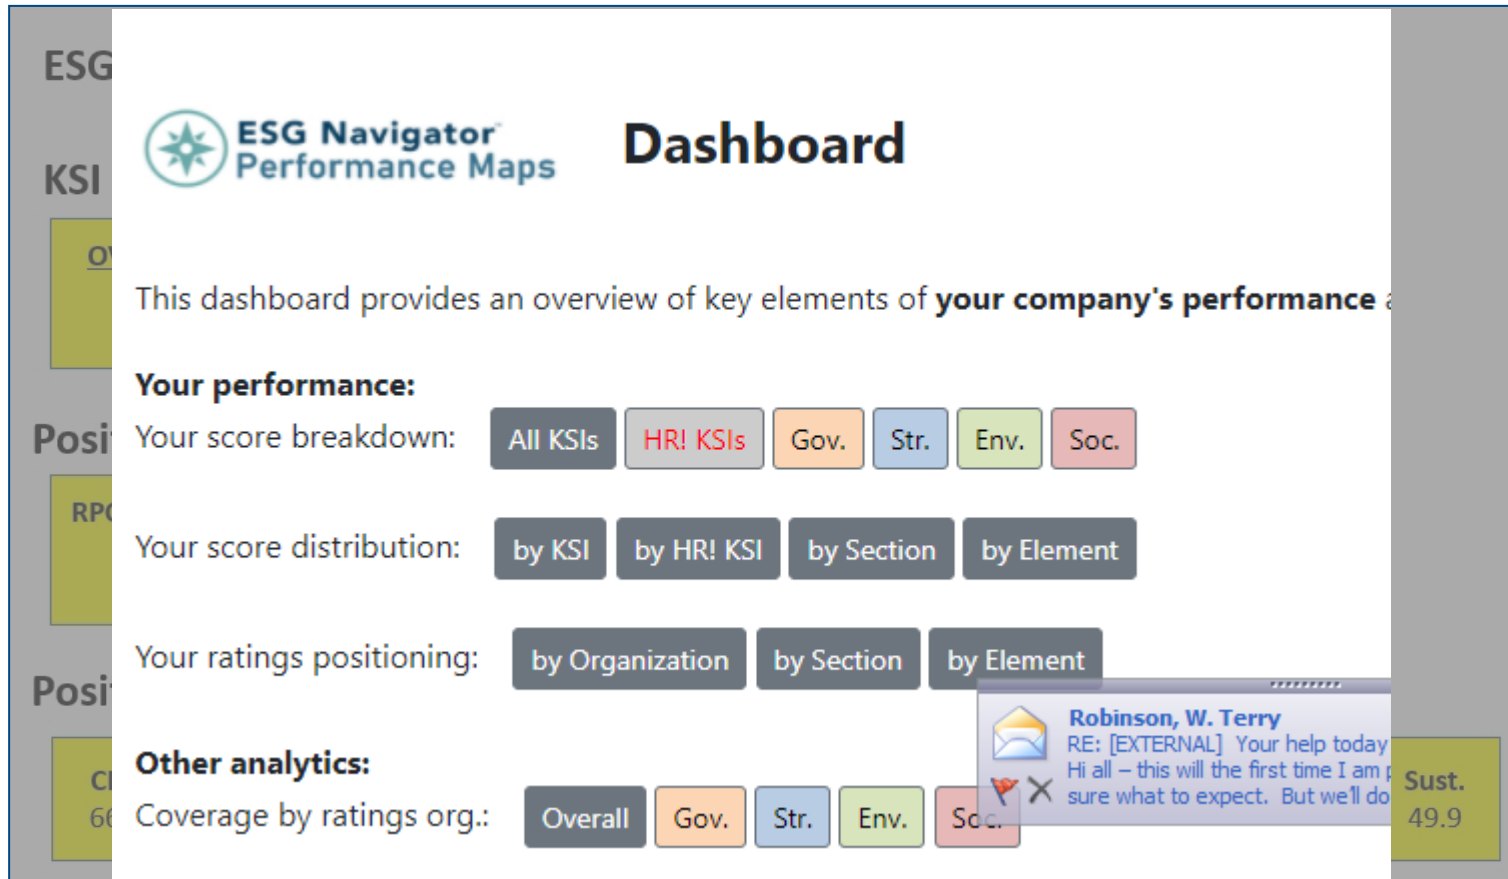 ESG
ESG Navigator™
Performance Maps
Dashboard
KSI
This dashboard provides an overview of key elements of your company's performance
Your performance:
Your score breakdown: All KSIs HR! KSIs Gov. Str. Env. Soc.
Posi
RPO
Your score distribution: by KSI by HR! KSI by Section by Element
Your ratings positioning: by Organization by Section by Element
Posi
Robinson, W. Terry
RE: [EXTERNAL] Your help today
Hi all – this will the first time I am
sure what to expect. But we'll do
Other analytics:
Coverage by ratings org.: Overall Gov. Str. Env. Soc.
66
Sust.
49.9